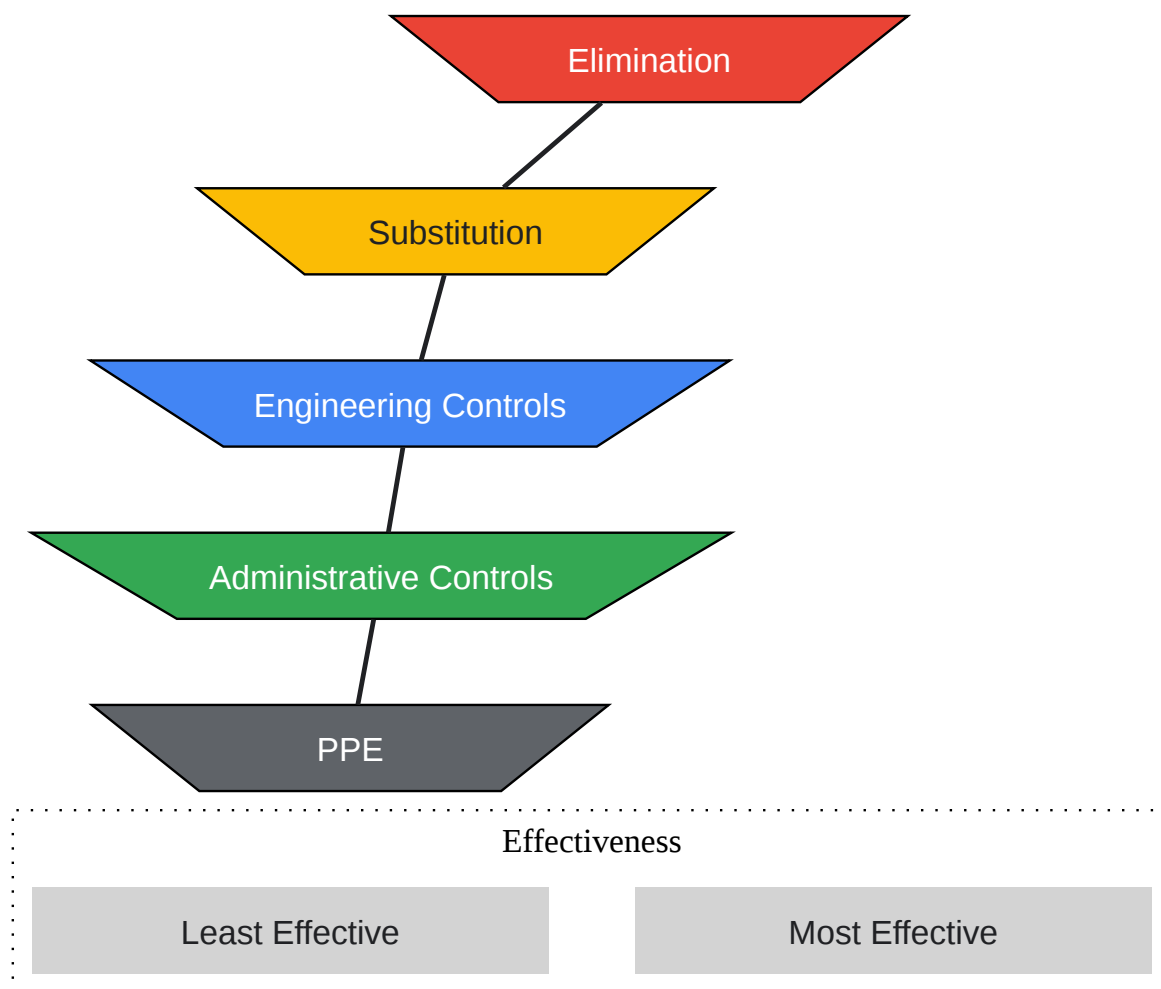 Elimination
Substitution
Engineering Controls
Administrative Controls
PPE
Effectiveness
Least Effective
Most Effective